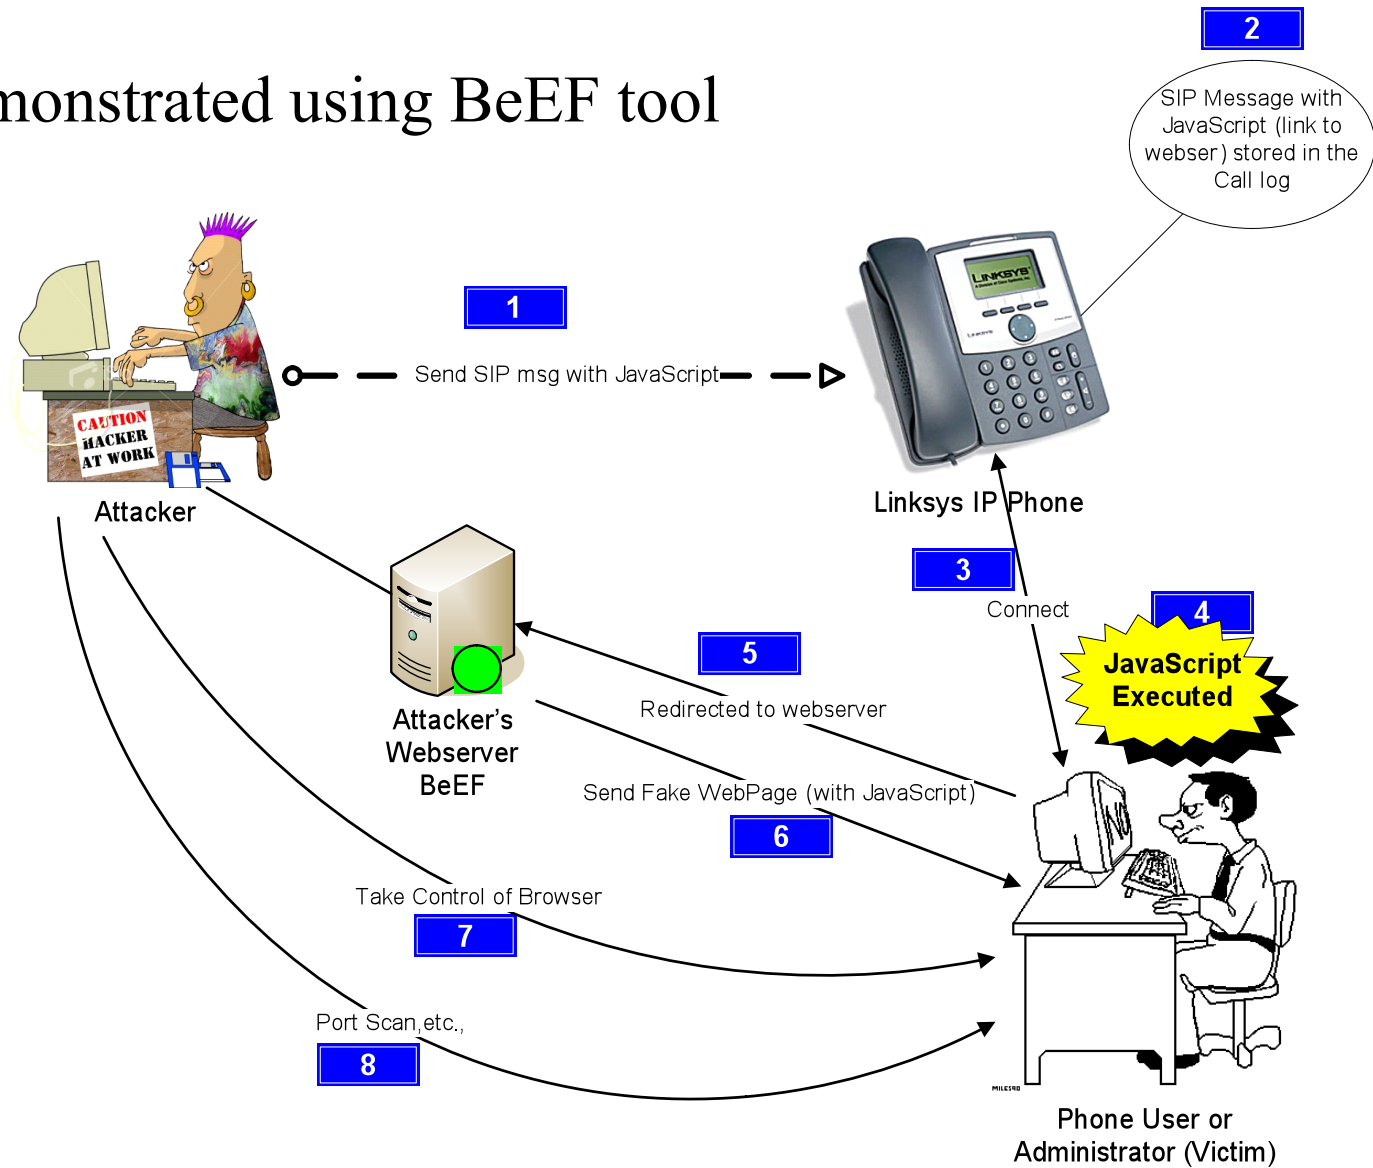 2
monstrated using BeEF tool
SIP Message with
JavaScript (link to
webser) stored in the
Call log
1
LINKSYS
Send SIP msg with JavaScript
CAUTION
HACKER
AT WORK
Attacker
Linksys IP Phone
3
Connect
4
JavaScript
Executed
5
Redirected to webserver
Attacker's
Webserver
BeEF
Send Fake WebPage (with JavaScript)
6
NO
Take Control of Browser
7
Port Scan,etc.,
8
MILES90
Phone User or
Administrator (Victim)